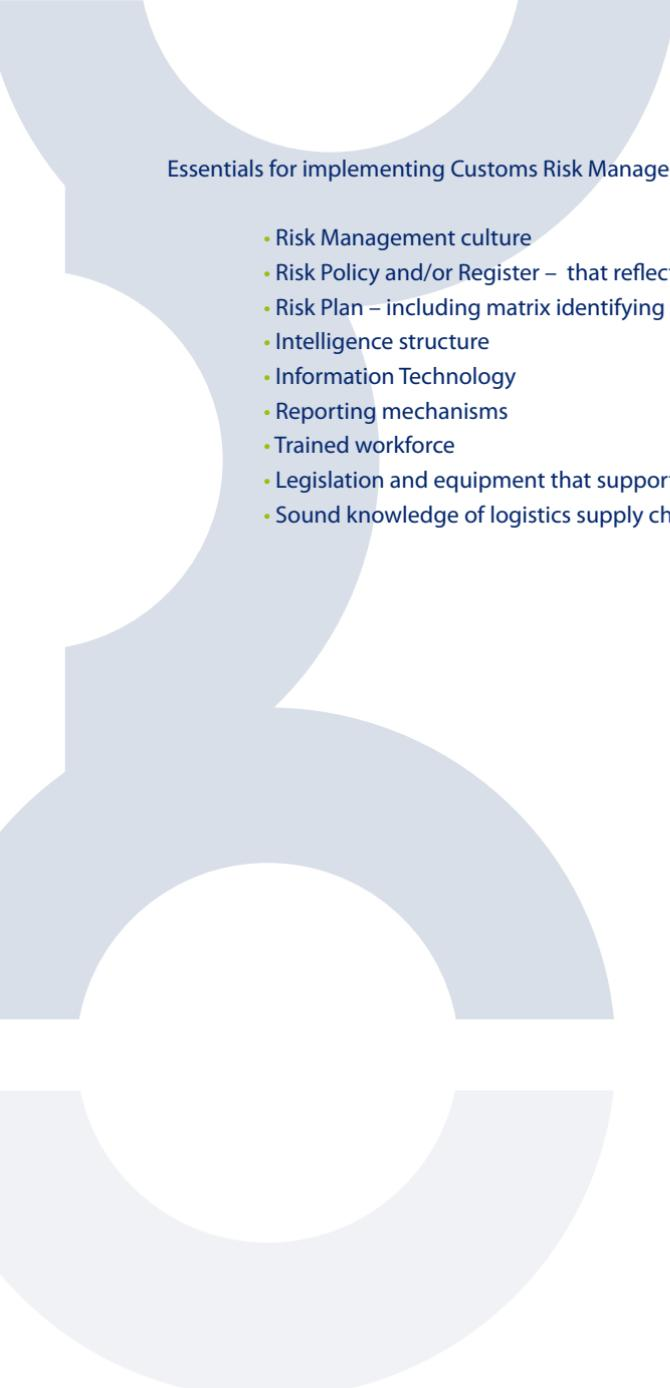 Essentials for implementing Customs Risk Manage
• Risk Management culture
• Risk Policy and/or Register – that reflec
• Risk Plan – including matrix identifying
• Intelligence structure
• Information Technology
• Reporting mechanisms
• Trained workforce
• Legislation and equipment that suppor
• Sound knowledge of logistics supply ch